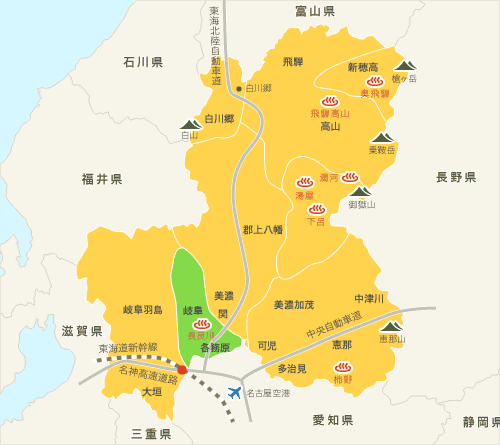 富山県
東海北陸自動車道
石川県
飛騨
新穂高
槍ヶ岳
奥飛騨
白川郷
飛騨高山
高山
白川郷
白山
乗鞍岳
福井県
濁河
長野県
湯屋
御嶽山
下呂
郡上八幡
美濃
中津川
岐阜羽島
岐阜
関
美濃加茂
長良川
中央自動車道
滋賀県
恵那山
東海道新幹線
各務原
可児
恵那
名神高速道路
多治見
柿野
大垣
名古屋空港
愛知県
静岡県
三重県